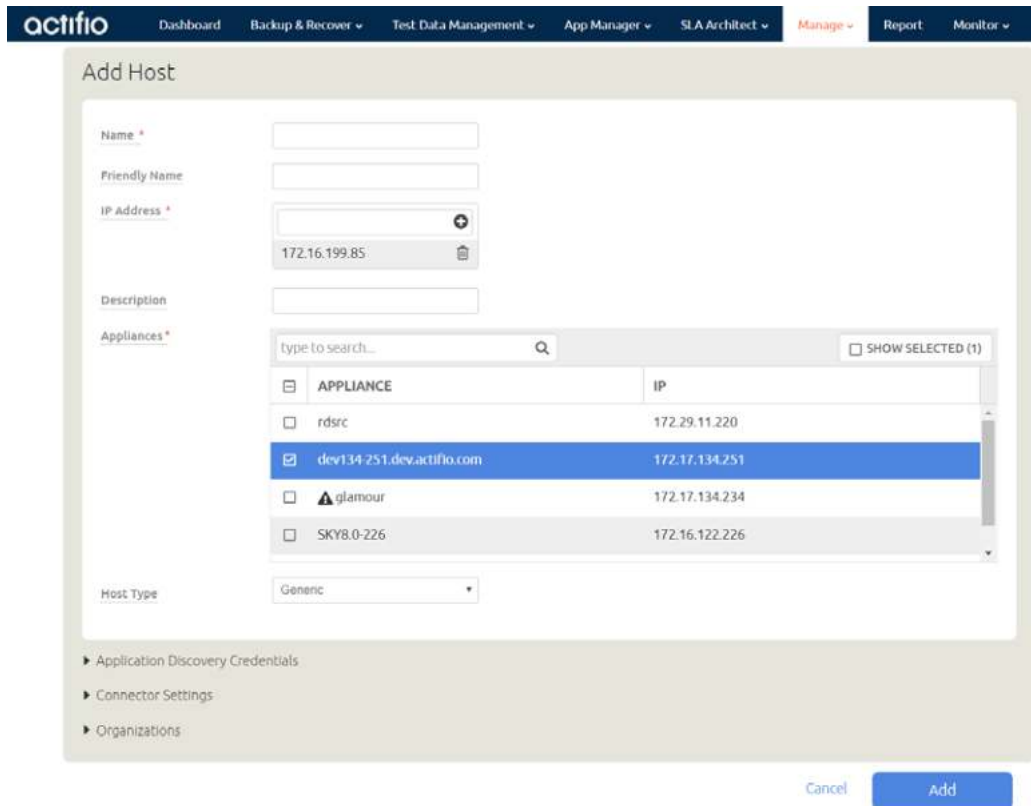 actifio Dashboard Backup & Recover Test Data Management App Manager SLA Architect Manage Report Monitor
Add Host
Name *
Friendly Name
IP Address *
172.16.199.85
Description
Appliances *
type to search... SHOW SELECTED (1)
APPLIANCE IP
rdsrc 172.29.11.220
dev134-251.dev.actifio.com 172.17.134.251
glamour 172.17.134.234
SKY8.0-226 172.16.122.226
Host Type Generic
Application Discovery Credentials
Connector Settings
Organizations
Cancel Add